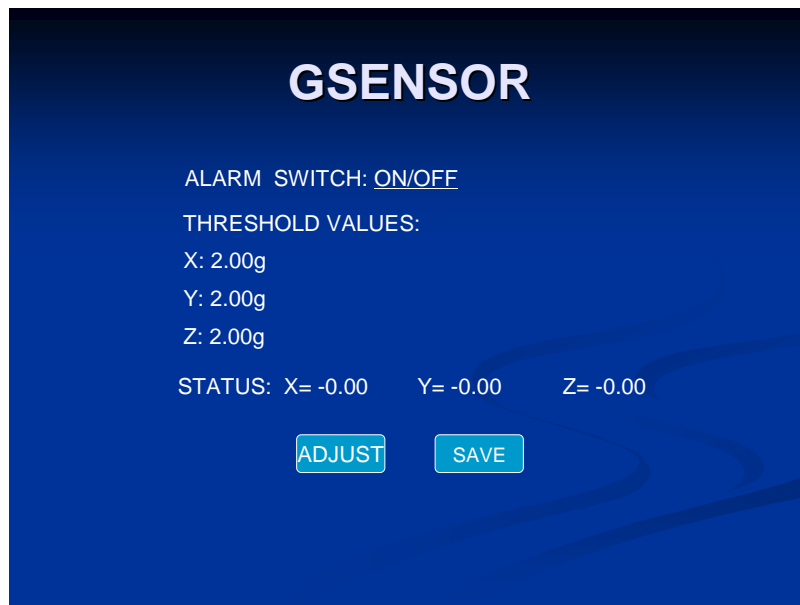 GSENSOR
ALARM SWITCH: ON/OFF
THRESHOLD VALUES:
X: 2.00g
Y: 2.00g
Z: 2.00g
STATUS: X= -0.00 Y= -0.00 Z= -0.00
ADJUST SAVE